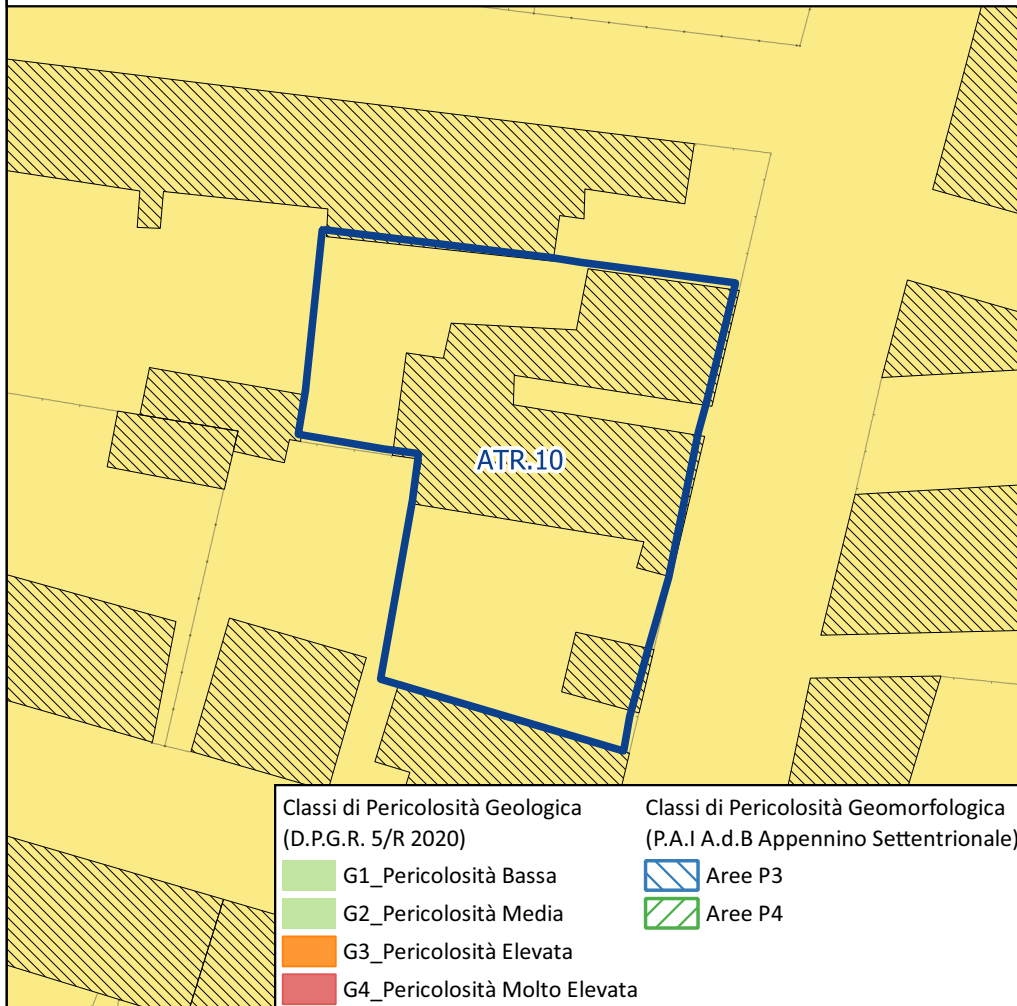 ATR.10
Classi di Pericolosità Geologica
(D.P.G.R. 5/R 2020)
G1_Pericolosità Bassa
G2_Pericolosità Media
G3_Pericolosità Elevata
G4_Pericolosità Molto Elevata
Classi di Pericolosità Geomorfologica
(P.A.I A.d.B Appennino Settentrionale)
Aree P3
Aree P4